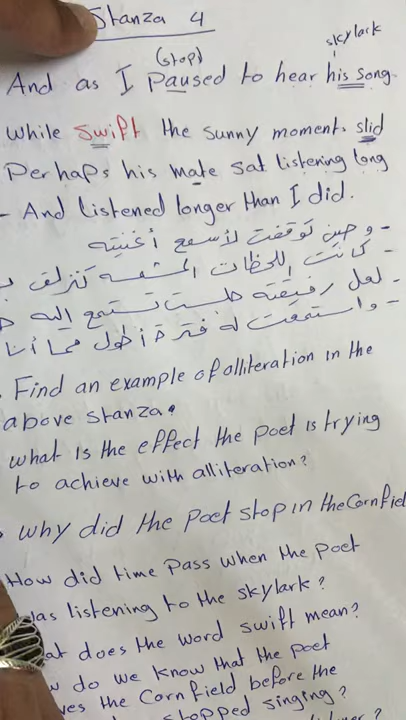 Stanza 4
(stop)
skylark
And as I Paused to hear his song
While swift the sunny moments slid
Perhaps his mate sat listening long
- And listened longer than I did.
- وحين توقفت لأسمع أغنيته
- كانت اللحظات المشمسة تنزلق
- لعل رفيقته جلست تستمع إليه
- واستمعت له فترة أطول مما أنا
. Find an example of alliteration in the
above stanza.
what is the effect the poet is trying
to achieve with alliteration?
why did the Poet stop in the Cornfield
How did time Pass when the Poet
was listening to the skylark?
does the word swift mean?
do we know that the poet
the Cornfield before the
stopped singing?